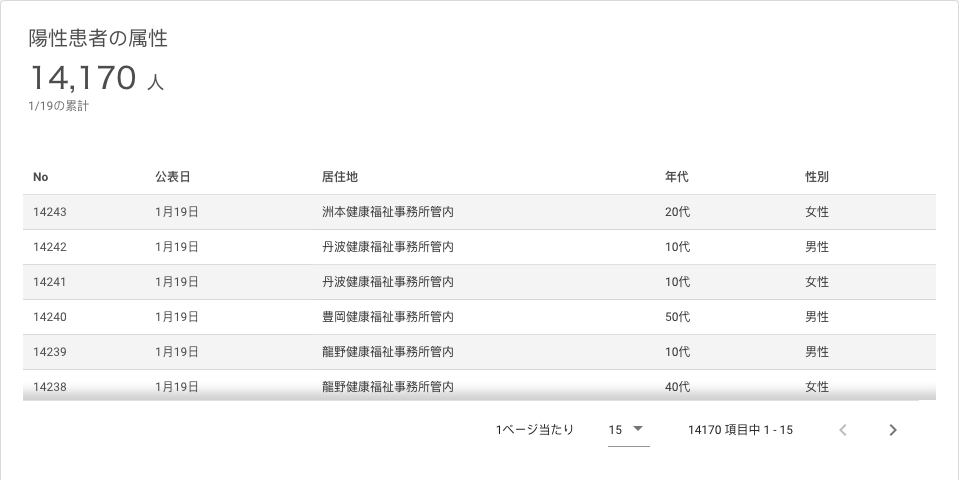 陽性患者の属性
14,170 人
1/19の累計
No 公表日 居住地 年代 性別
14243 1月19日 洲本健康福祉事務所管内 20代 女性
14242 1月19日 丹波健康福祉事務所管内 10代 男性
14241 1月19日 丹波健康福祉事務所管内 10代 女性
14240 1月19日 豊岡健康福祉事務所管内 50代 男性
14239 1月19日 龍野健康福祉事務所管内 10代 男性
14238 1月19日 龍野健康福祉事務所管内 40代 女性
1ページ当たり 15 14170 項目中 1 - 15